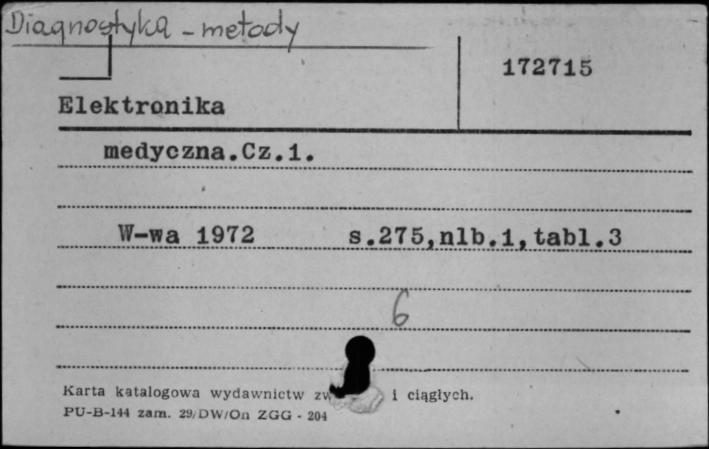 Diagnostyka - metody
172715
Elektronika
medyczna.Cz.1.
W-wa 1972 s.275,nlb.1,tabl.3
6
Karta katalogowa wydawnictw i ciągłych.
PU-B-144 zam. 29/DW/On ZGG - 204